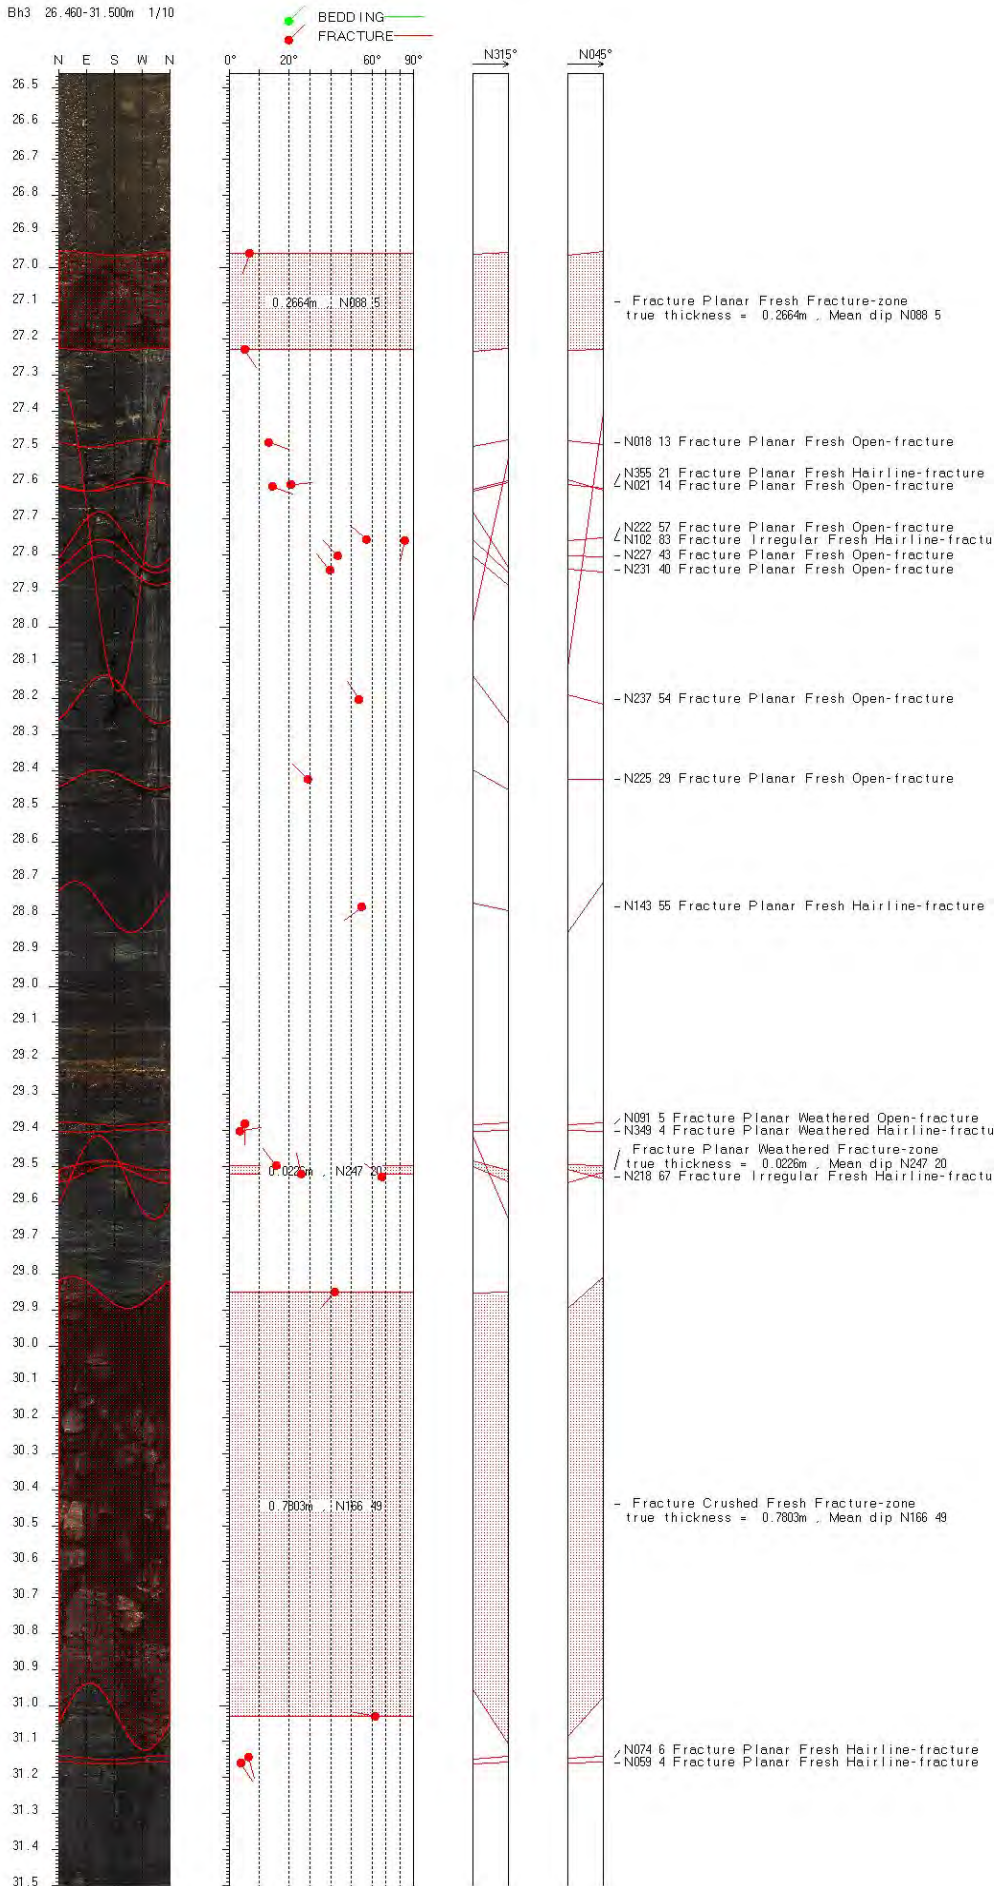 Bh3 26.460-31.500m 1/10
BEDDING
FRACTURE
N E S W N
0° 20° 60° 90°
N315°
N045°
26.5
26.6
26.7
26.8
26.9
27.0
27.1
0.2664m , N088 5
- Fracture Planar Fresh Fracture-zone
true thickness = 0.2664m , Mean dip N088 5
27.2
27.3
27.4
27.5
N018 13 Fracture Planar Fresh Open-fracture
N355 21 Fracture Planar Fresh Hairline-fracture
27.6
N021 14 Fracture Planar Fresh Open-fracture
27.7
N222 57 Fracture Planar Fresh Open-fracture
N102 83 Fracture Irregular Fresh Hairline-fractu
27.8
N227 43 Fracture Planar Fresh Open-fracture
N231 40 Fracture Planar Fresh Open-fracture
27.9
28.0
28.1
28.2
N237 54 Fracture Planar Fresh Open-fracture
28.3
28.4
N225 29 Fracture Planar Fresh Open-fracture
28.5
28.6
28.7
28.8
N143 55 Fracture Planar Fresh Hairline-fracture
28.9
29.0
29.1
29.2
29.3
N091 5 Fracture Planar Weathered Open-fracture
29.4
N349 4 Fracture Planar Weathered Hairline-fractu
Fracture Planar Weathered Fracture-zone
29.5
0.0226m , N247 20
true thickness = 0.0226m , Mean dip N247 20
N218 67 Fracture Irregular Fresh Hairline-fractu
29.6
29.7
29.8
29.9
30.0
30.1
30.2
30.3
30.4
0.7803m , N166 49
- Fracture Crushed Fresh Fracture-zone
true thickness = 0.7803m , Mean dip N166 49
30.5
30.6
30.7
30.8
30.9
31.0
31.1
N074 6 Fracture Planar Fresh Hairline-fracture
N059 4 Fracture Planar Fresh Hairline-fracture
31.2
31.3
31.4
31.5